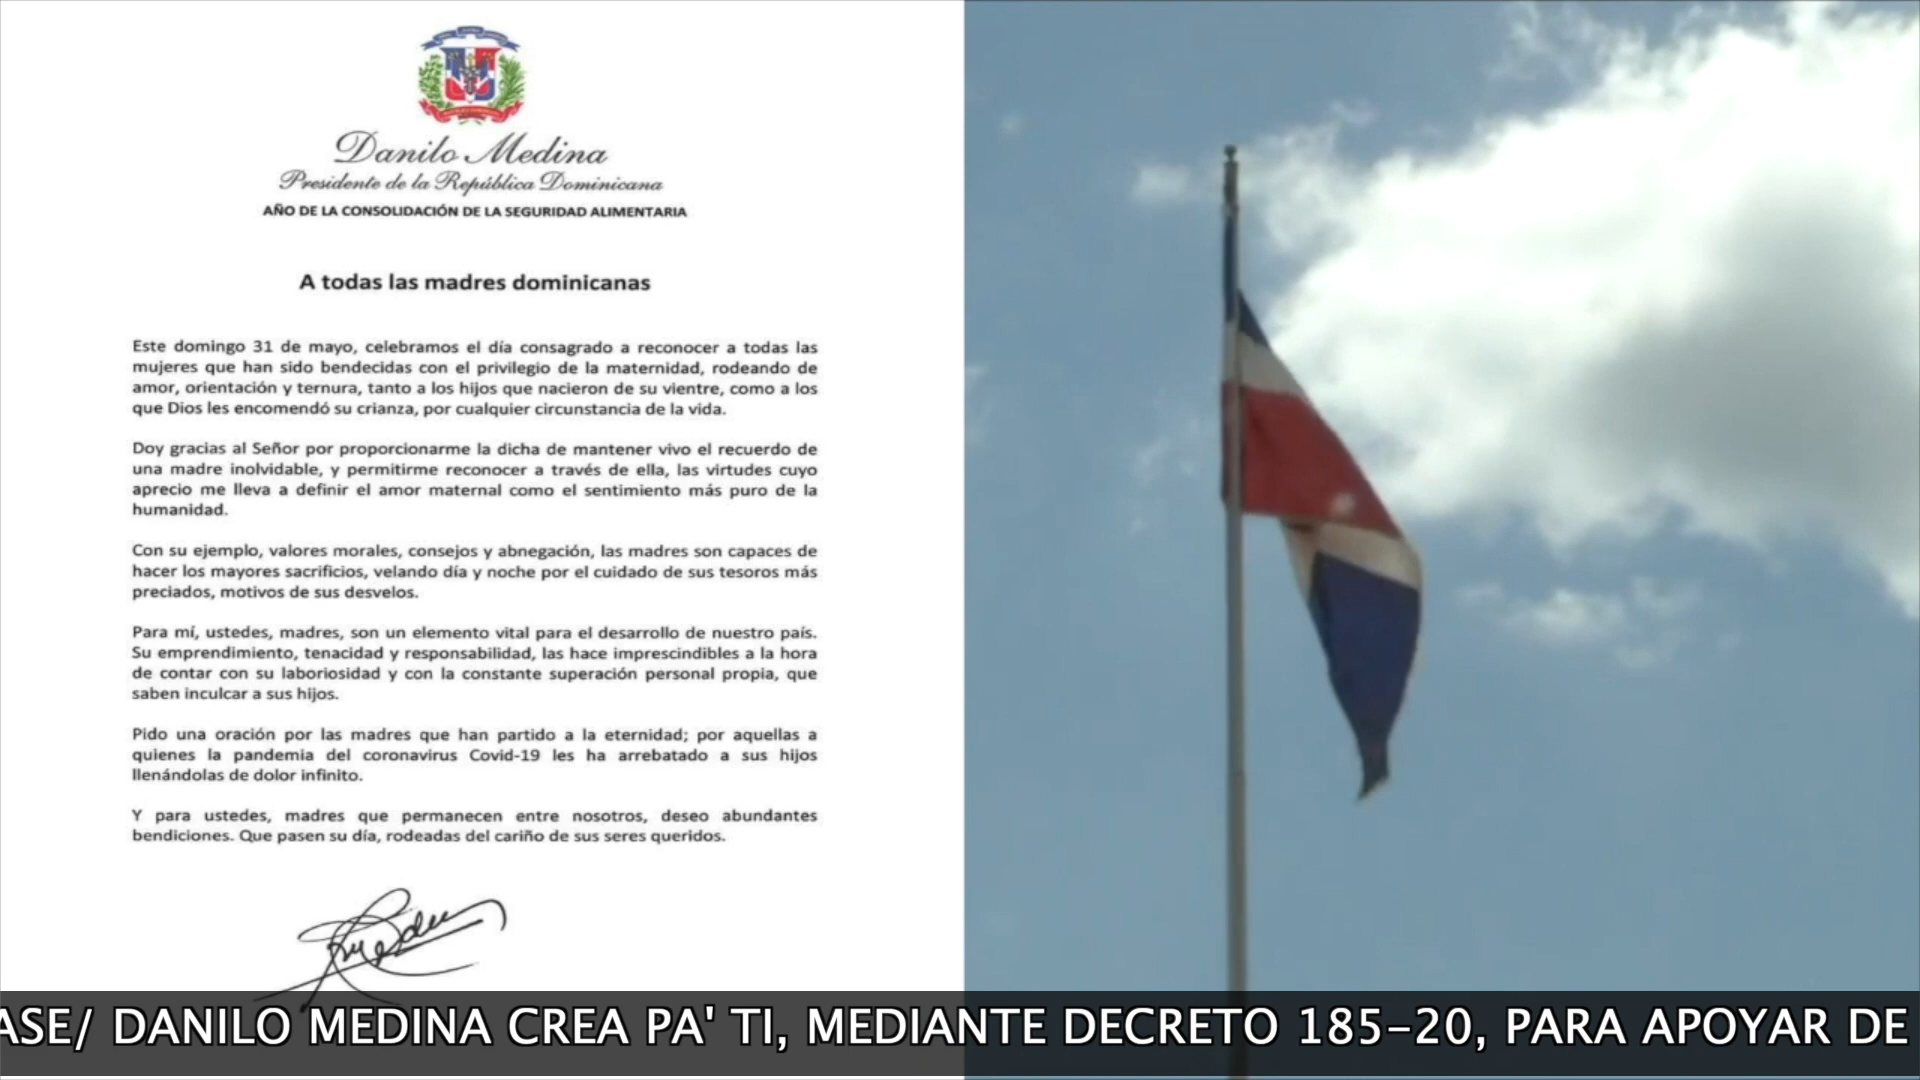 Danilo Medina
Presidente de la República Dominicana
AÑO DE LA CONSOLIDACIÓN DE LA SEGURIDAD ALIMENTARIA
A todas las madres dominicanas
Este domingo 31 de mayo, celebramos el día consagrado a reconocer a todas las
mujeres que han sido bendecidas con el privilegio de la maternidad, rodeando de
amor, orientación y ternura, tanto a los hijos que nacieron de su vientre, como a los
que Dios les encomendó su crianza, por cualquier circunstancia de la vida.
Doy gracias al Señor por proporcionarme la dicha de mantener vivo el recuerdo de
una madre inolvidable, y permitirme reconocer a través de ella, las virtudes cuyo
aprecio me lleva a definir el amor maternal como el sentimiento más puro de la
humanidad.
Con su ejemplo, valores morales, consejos y abnegación, las madres son capaces de
hacer los mayores sacrificios, velando día y noche por el cuidado de sus tesoros más
preciados, motivos de sus desvelos.
Para mí, ustedes, madres, son un elemento vital para el desarrollo de nuestro país.
Su emprendimiento, tenacidad y responsabilidad, las hace imprescindibles a la hora
de contar con su laboriosidad y con la constante superación personal propia, que
saben inculcar a sus hijos.
Pido una oración por las madres que han partido a la eternidad; por aquellas a
quienes la pandemia del coronavirus Covid-19 les ha arrebatado a sus hijos
llenándolas de dolor infinito.
Y para ustedes, madres que permanecen entre nosotros, deseo abundantes
bendiciones. Que pasen su día, rodeadas del cariño de sus seres queridos.
ASE/ DANILO MEDINA CREA PA' TI, MEDIANTE DECRETO 185-20, PARA APOYAR DE